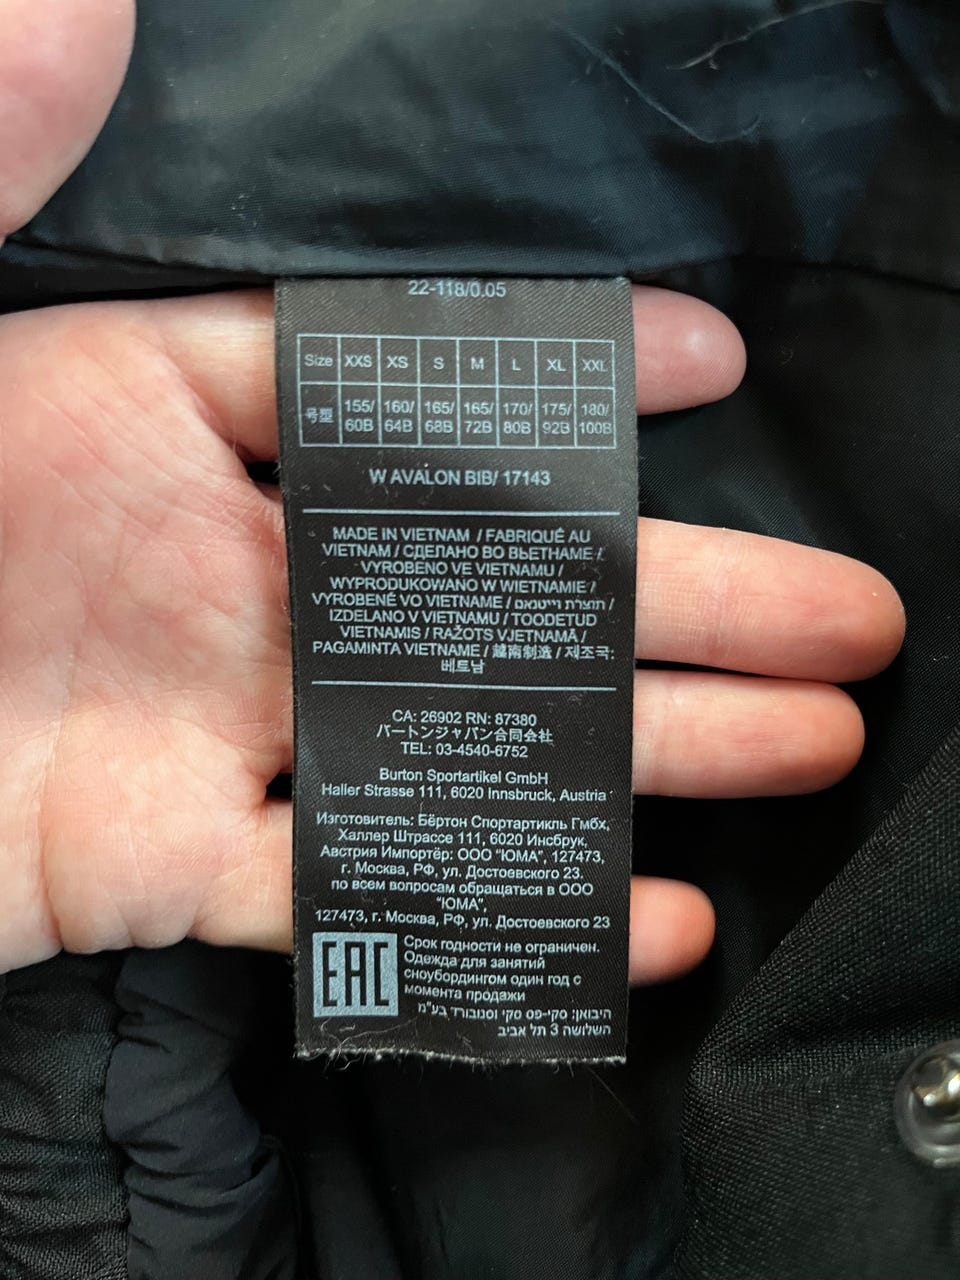 22-118/0.05
Size XXS XS S M L XL XXL
号型 155/60B 160/64B 165/68B 165/72B 170/80B 175/92B 180/100B
W AVALON BIB/ 17143
MADE IN VIETNAM / FABRIQUÉ AU
VIETNAM / СДЕЛАНО ВО ВЬЕТНАМЕ /
VYROBENO VE VIETNAMU /
WYPRODUKOWANO W WIETNAMIE /
VYROBENÉ VO VIETNAME / תוצרת וייטנאם /
IZDELANO V VIETNAMU / TOODETUD
VIETNAMIS / RAŽOTS VJETNAMĀ /
PAGAMINTA VIETNAME / 越南制造 / 제조국:
베트남
CA: 26902 RN: 87380
バートンジャパン合同会社
TEL: 03-4540-6752
Burton Sportartikel GmbH
Haller Strasse 111, 6020 Innsbruck, Austria
Изготовитель: Бёртон Спортартикль Гмбх,
Халлер Штрассе 111, 6020 Инсбрук,
Австрия Импортёр: ООО "ЮМА", 127473,
г. Москва, РФ, ул. Достоевского 23.
по всем вопросам обращаться в ООО
"ЮМА",
127473, г. Москва, РФ, ул. Достоевского 23
EAC
Срок годности не ограничен.
Одежда для занятий
сноубордингом один год с
момента продажи
היבואן: סקי-פס סקי וסנובורד בע"מ
השלושה 3 תל אביב